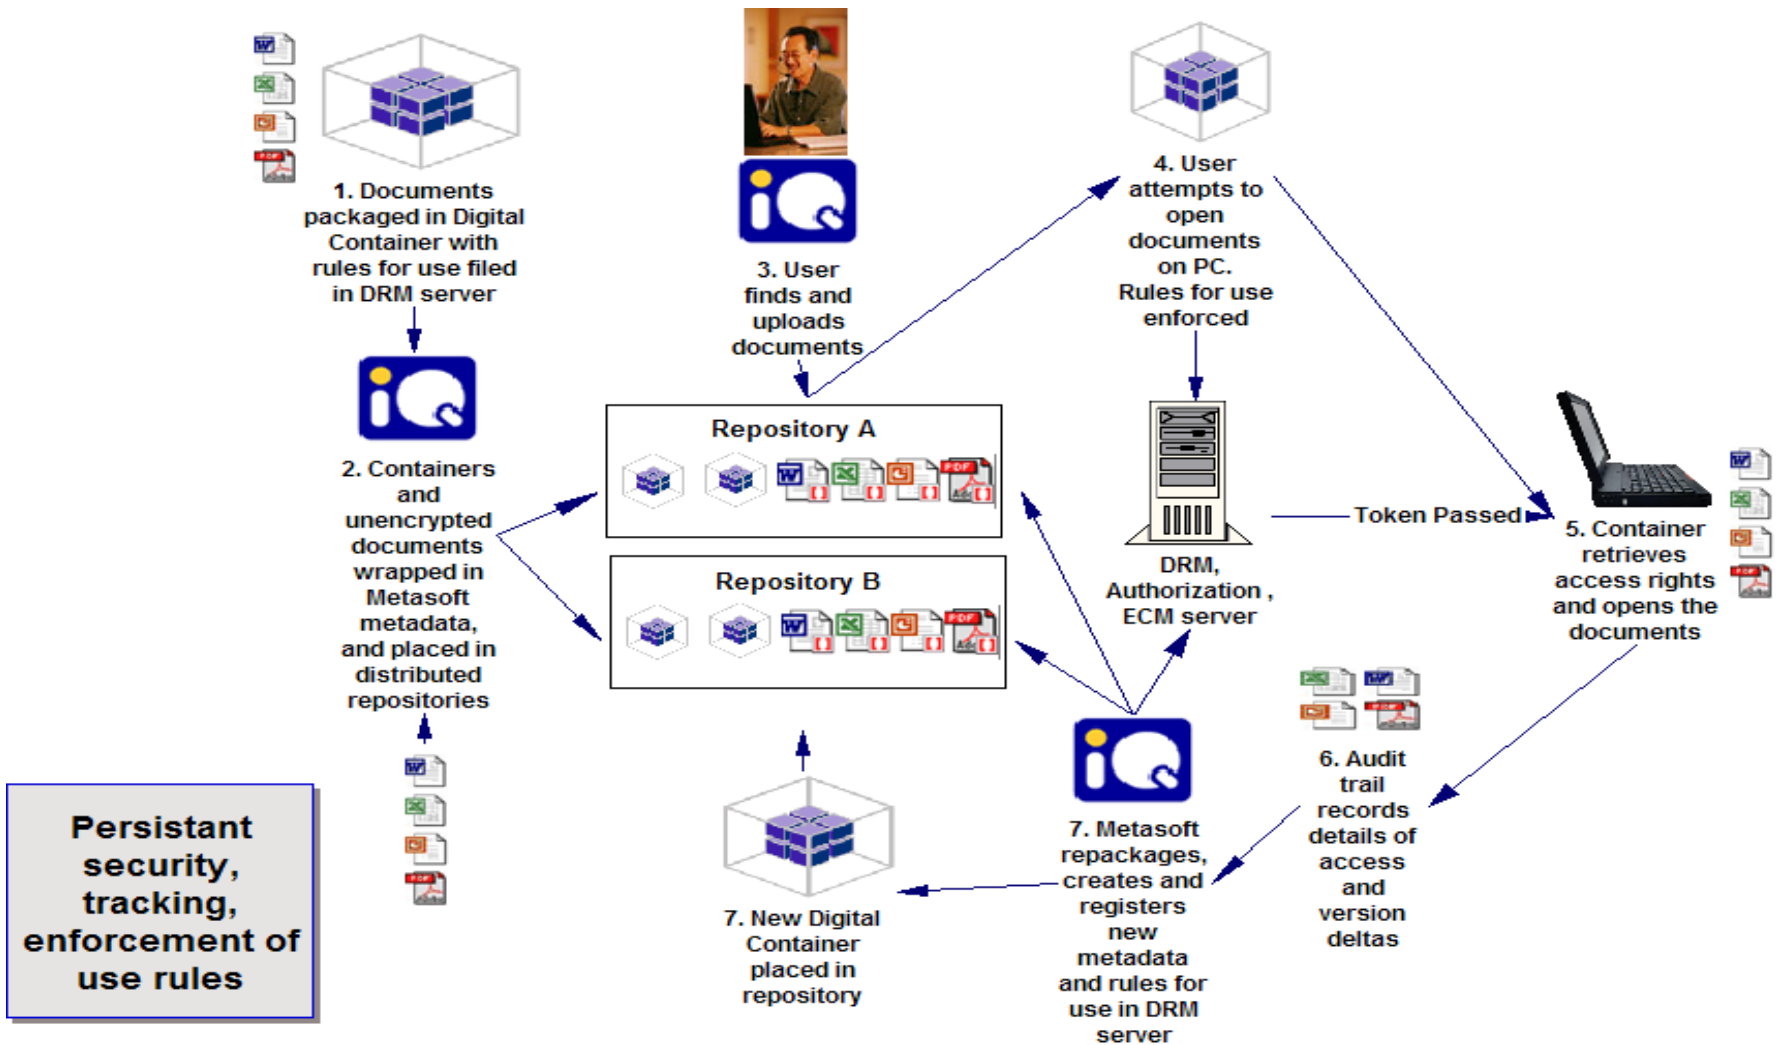 1. Documents
packaged in Digital
Container with
rules for use filed
in DRM server
iQ
2. Containers
and
unencrypted
documents
wrapped in
Metasoft
metadata,
and placed in
distributed
repositories
iQ
3. User
finds and
uploads
documents
Repository A
W
PDF
Repository B
W
PDF
4. User
attempts to
open
documents
on PC.
Rules for use
enforced
DRM,
Authorization ,
ECM server
Token Passed
5. Container
retrieves
access rights
and opens the
documents
6. Audit
trail
records
details of
access
and
version
deltas
iQ
7. Metasoft
repackages,
creates and
registers
new
metadata
and rules for
use in DRM
server
7. New Digital
Container
placed in
repository
Persistant
security,
tracking,
enforcement of
use rules